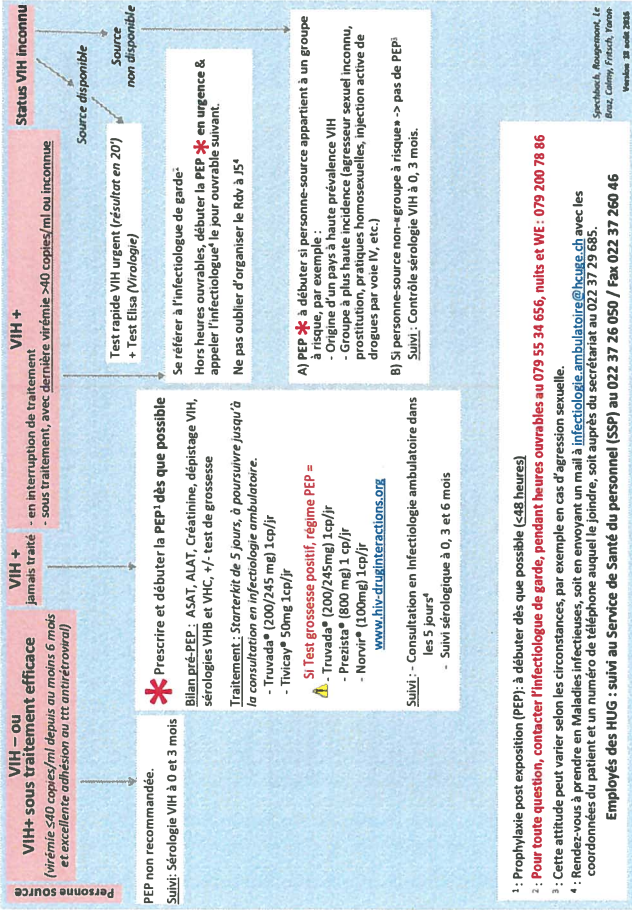 Personne source
VIH – ou
VIH+ sous traitement efficace
(virémie ≤40 copies/ml depuis au moins 6 mois
et excellente adhésion au ttt antirétroviral)
VIH +
jamais traité
VIH +
- en interruption de traitement
- sous traitement, avec dernière virémie >40 copies/ml ou inconnue
Status VIH inconnu
Source disponible
Source
non disponible
PEP non recommandée.
Suivi: Sérologie VIH à 0 et 3 mois
* Prescrire et débuter la PEP¹ dès que possible
Bilan pré-PEP : ASAT, ALAT, Créatinine, dépistage VIH,
sérologies VHB et VHC, +/- test de grossesse
Traitement : Starterkit de 5 jours, à poursuivre jusqu'à
la consultation en infectiologie ambulatoire.
- Truvada® (200/245 mg) 1cp/jr
- Tivicay® 50mg 1cp/jr
Si Test grossesse positif, régime PEP =
- Truvada® (200/245mg) 1cp/jr
- Prezista® (800 mg) 1 cp/jr
- Norvir® (100mg) 1cp/jr
www.hiv-druginteractions.org
Suivi : - Consultation en Infectiologie ambulatoire dans
les 5 jours⁴
- Suivi sérologique à 0, 3 et 6 mois
Test rapide VIH urgent (résultat en 20')
+ Test Elisa (Virologie)
Se référer à l'infectiologue de garde²
Hors heures ouvrables, débuter la PEP * en urgence &
appeler l'infectiologue⁴ le jour ouvrable suivant.
Ne pas oublier d'organiser le Rdv à J5⁴
A) PEP * à débuter si personne-source appartient à un groupe
à risque, par exemple :
- Origine d'un pays à haute prévalence VIH
- Groupe à plus haute incidence (agresseur sexuel inconnu,
prostitution, pratiques homosexuelles, injection active de
drogues par voie IV, etc.)
B) Si personne-source non-«groupe à risque» -> pas de PEP³
Suivi : Contrôle sérologie VIH à 0, 3 mois.
1 : Prophylaxie post exposition (PEP): à débuter dès que possible (<48 heures)
2 : Pour toute question, contacter l'infectiologue de garde, pendant heures ouvrables au 079 55 34 656, nuits et WE : 079 200 78 86
3 : Cette attitude peut varier selon les circonstances, par exemple en cas d'agression sexuelle.
4 : Rendez-vous à prendre en Maladies infectieuses, soit en envoyant un mail à infectiologie.ambulatoire@hcuge.ch avec les
coordonnées du patient et un numéro de téléphone auquel le joindre, soit auprès du secrétariat au 022 37 29 685.
Employés des HUG : suivi au Service de Santé du personnel (SSP) au 022 37 26 050 / Fax 022 37 260 46
Spechbach, Rougemont, Le
Braz, Calmy, Fritsch, Yaron
Version 18 août 2016